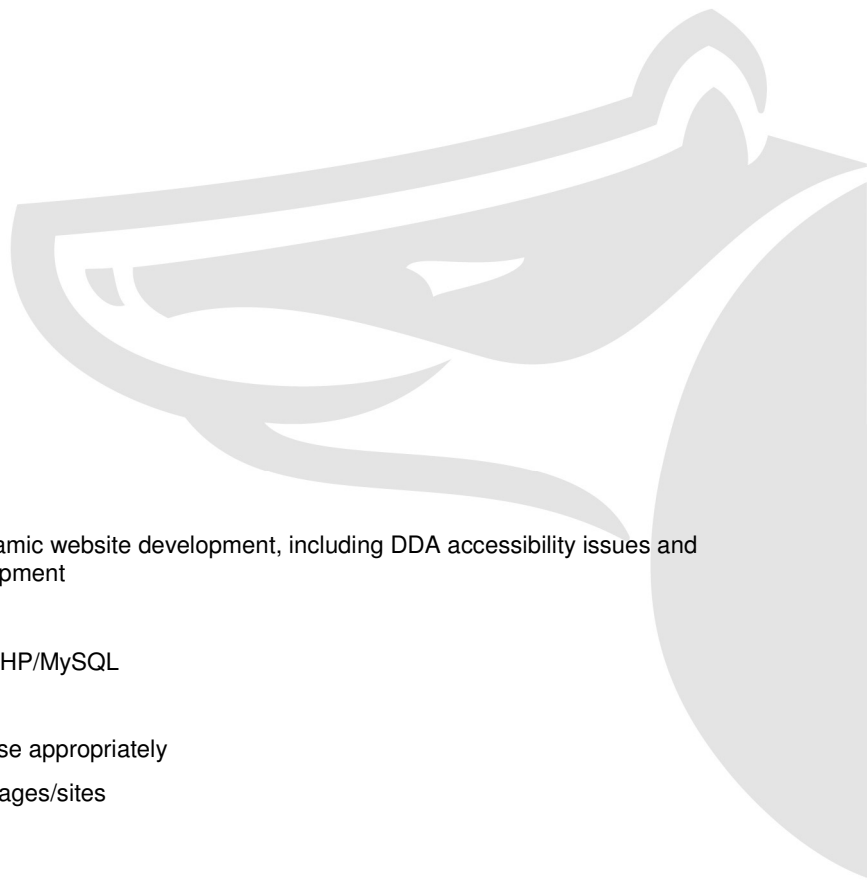 amic website development, including DDA accessibility issues and
pment
HP/MySQL
se appropriately
ages/sites